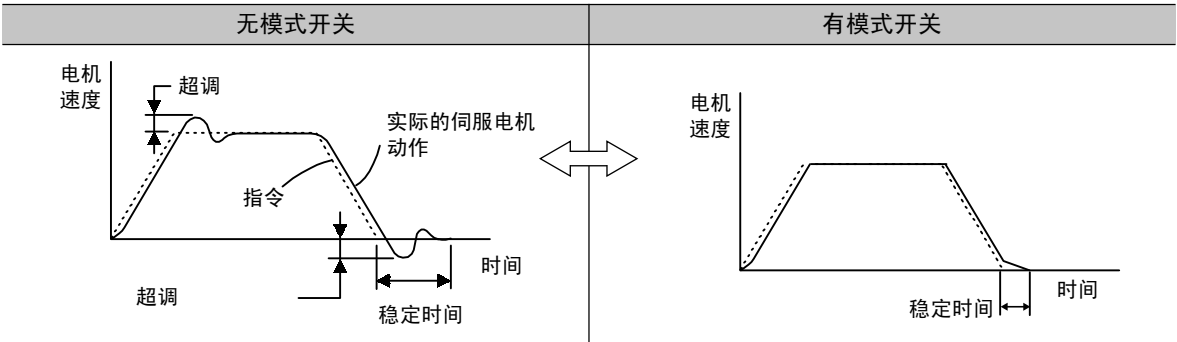 无模式开关
有模式开关
电机
速度
超调
实际的伺服电机
动作
指令
时间
超调
稳定时间
电机
速度
时间
稳定时间